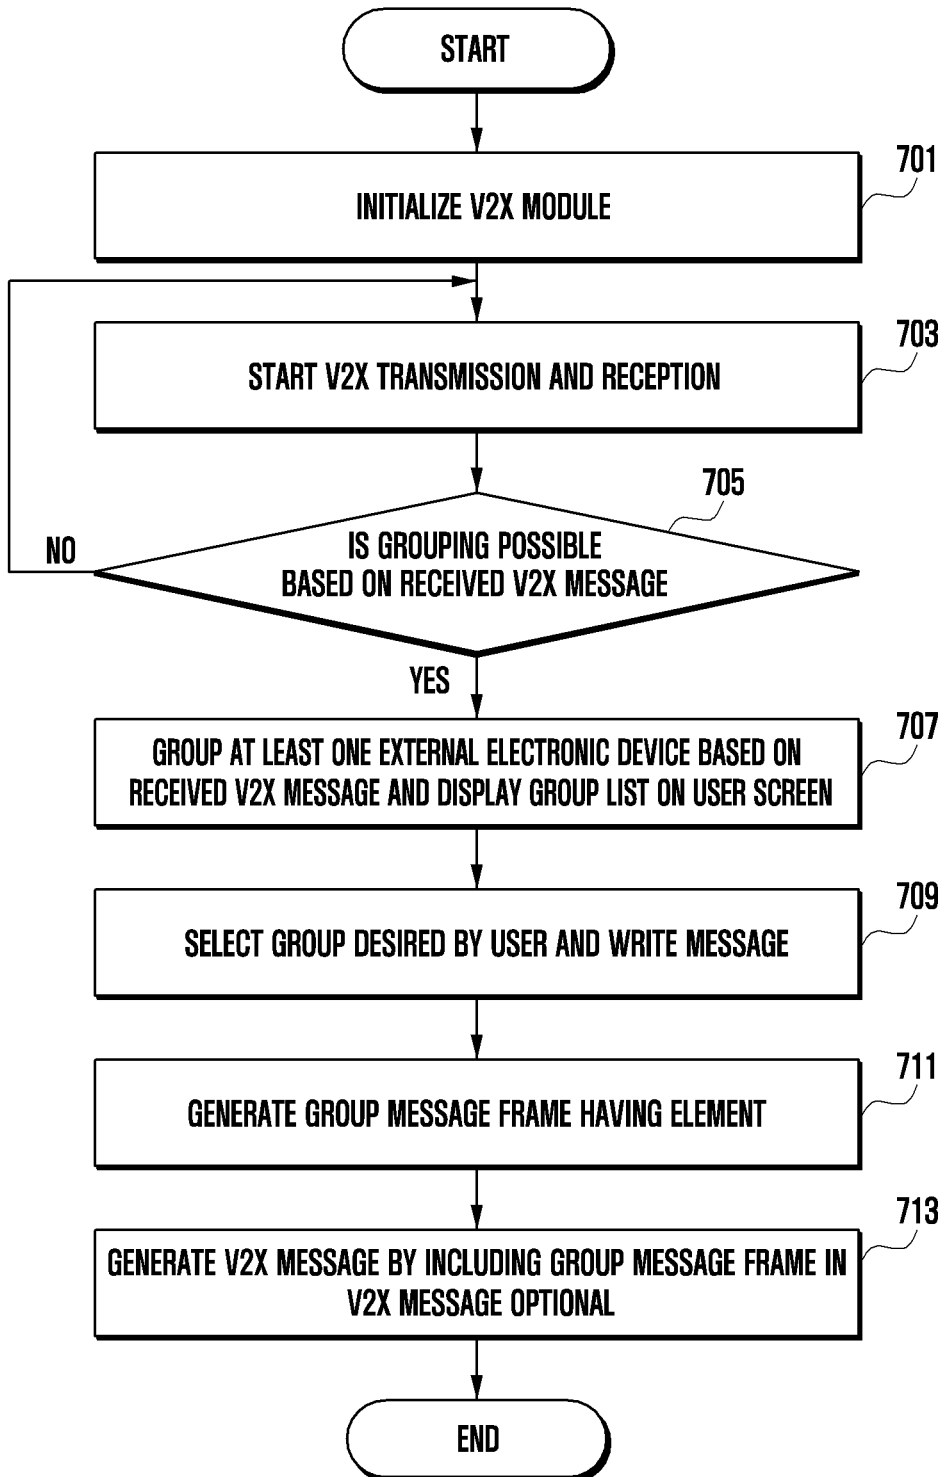 START
701
INITIALIZE V2X MODULE
703
START V2X TRANSMISSION AND RECEPTION
705
IS GROUPING POSSIBLE
BASED ON RECEIVED V2X MESSAGE
NO
YES
707
GROUP AT LEAST ONE EXTERNAL ELECTRONIC DEVICE BASED ON
RECEIVED V2X MESSAGE AND DISPLAY GROUP LIST ON USER SCREEN
709
SELECT GROUP DESIRED BY USER AND WRITE MESSAGE
711
GENERATE GROUP MESSAGE FRAME HAVING ELEMENT
713
GENERATE V2X MESSAGE BY INCLUDING GROUP MESSAGE FRAME IN
V2X MESSAGE OPTIONAL
END